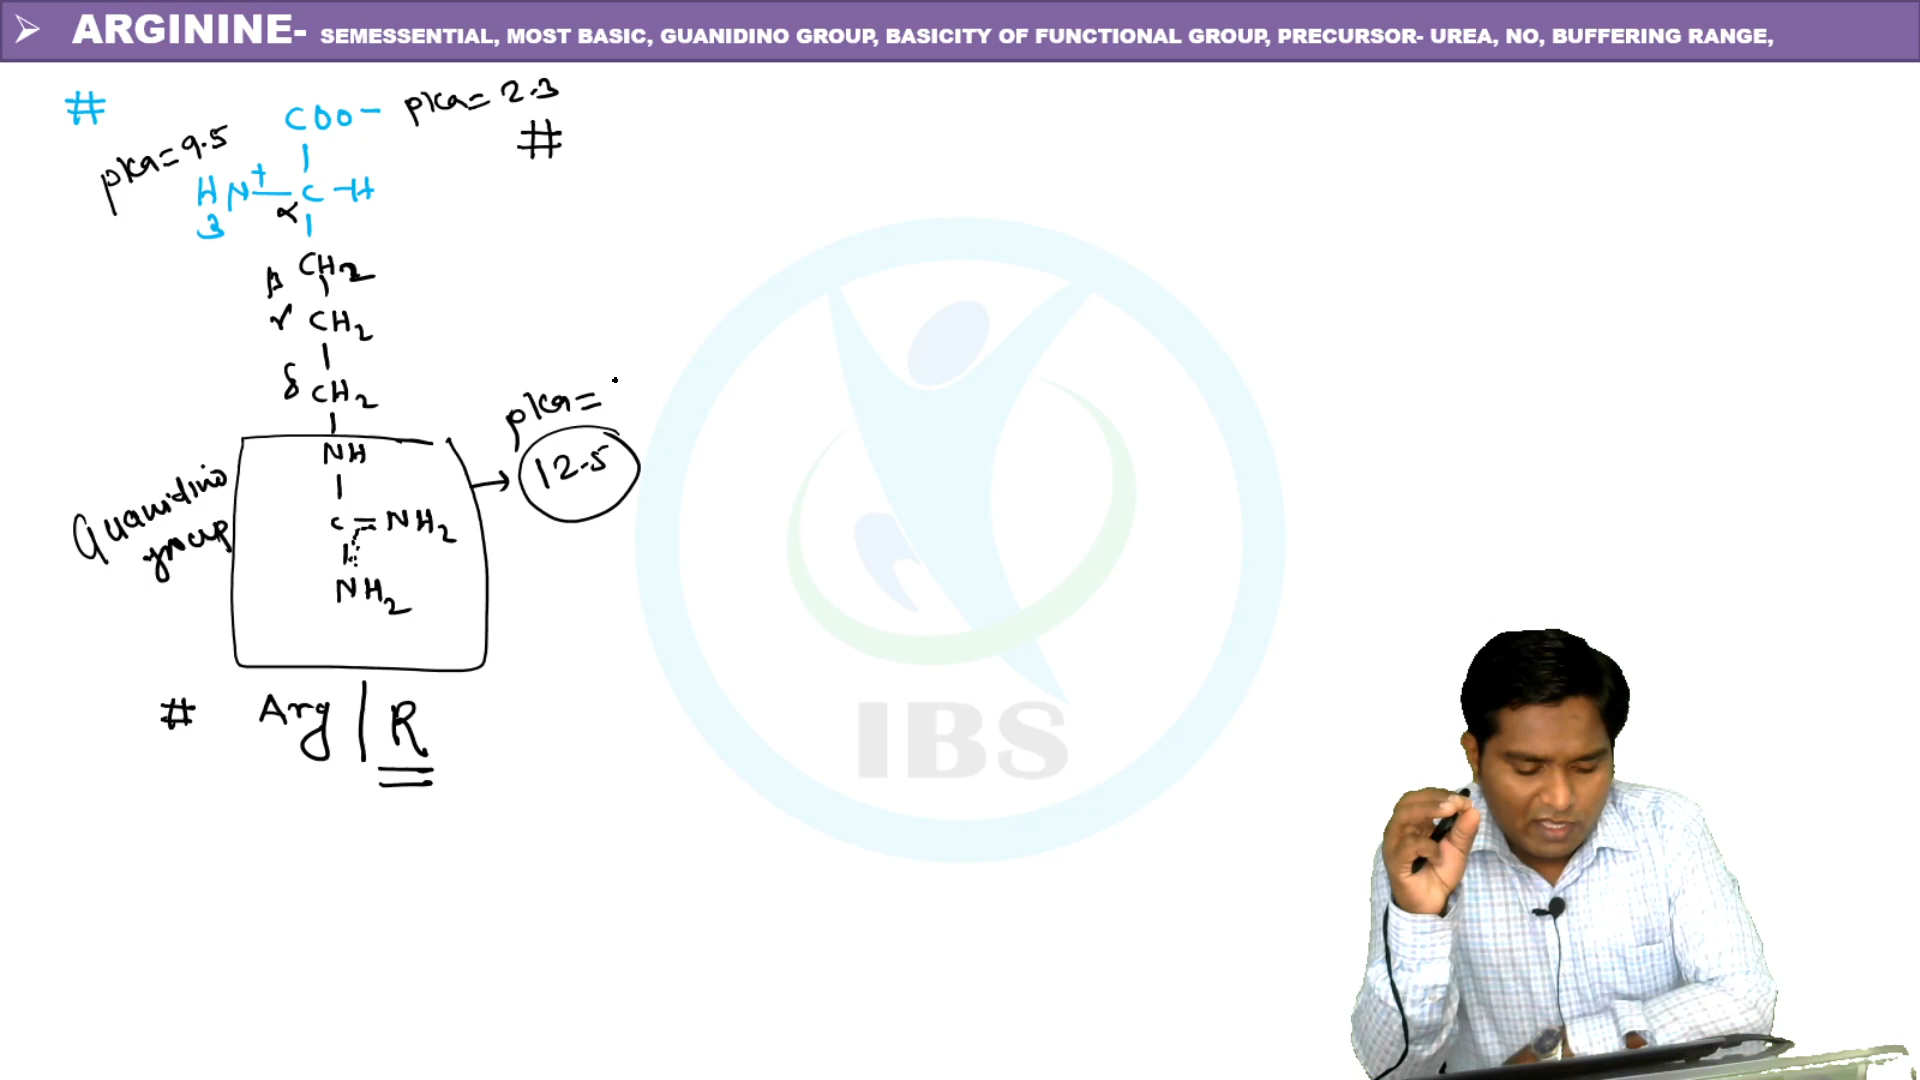 ARGININE- SEMESSENTIAL, MOST BASIC, GUANIDINO GROUP, BASICITY OF FUNCTIONAL GROUP, PRECURSOR- UREA, NO, BUFFERING RANGE,
# COO- pka=2.3
#
pka=9.5
H3N+—C-H
α
β CH2
γ CH2
δ CH2
pka=
NH
12.5
Guanidino
group
C=NH2
NH2
# Arg | R
IBS